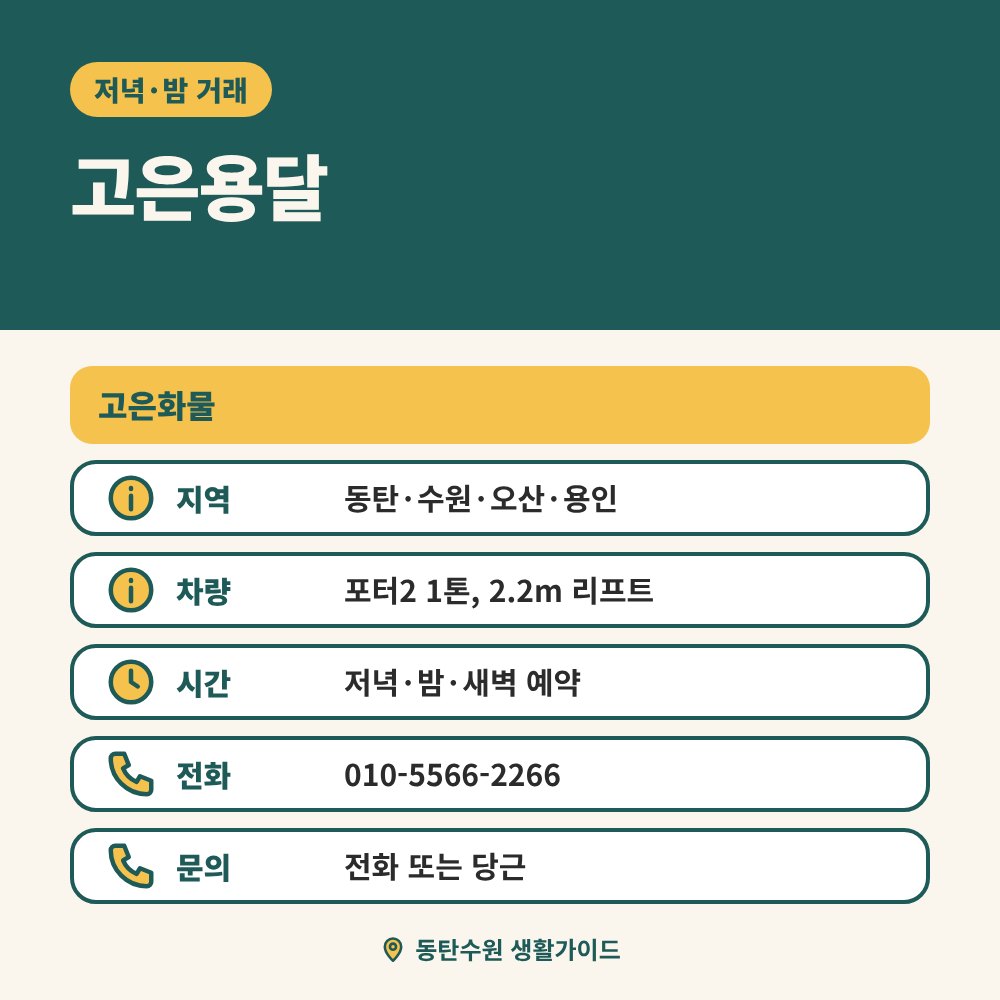 저녁·밤 거래
고은용달
고은화물
지역 동탄·수원·오산·용인
차량 포터2 1톤, 2.2m 리프트
시간 저녁·밤·새벽 예약
전화 010-5566-2266
문의 전화 또는 당근
동탄수원 생활가이드